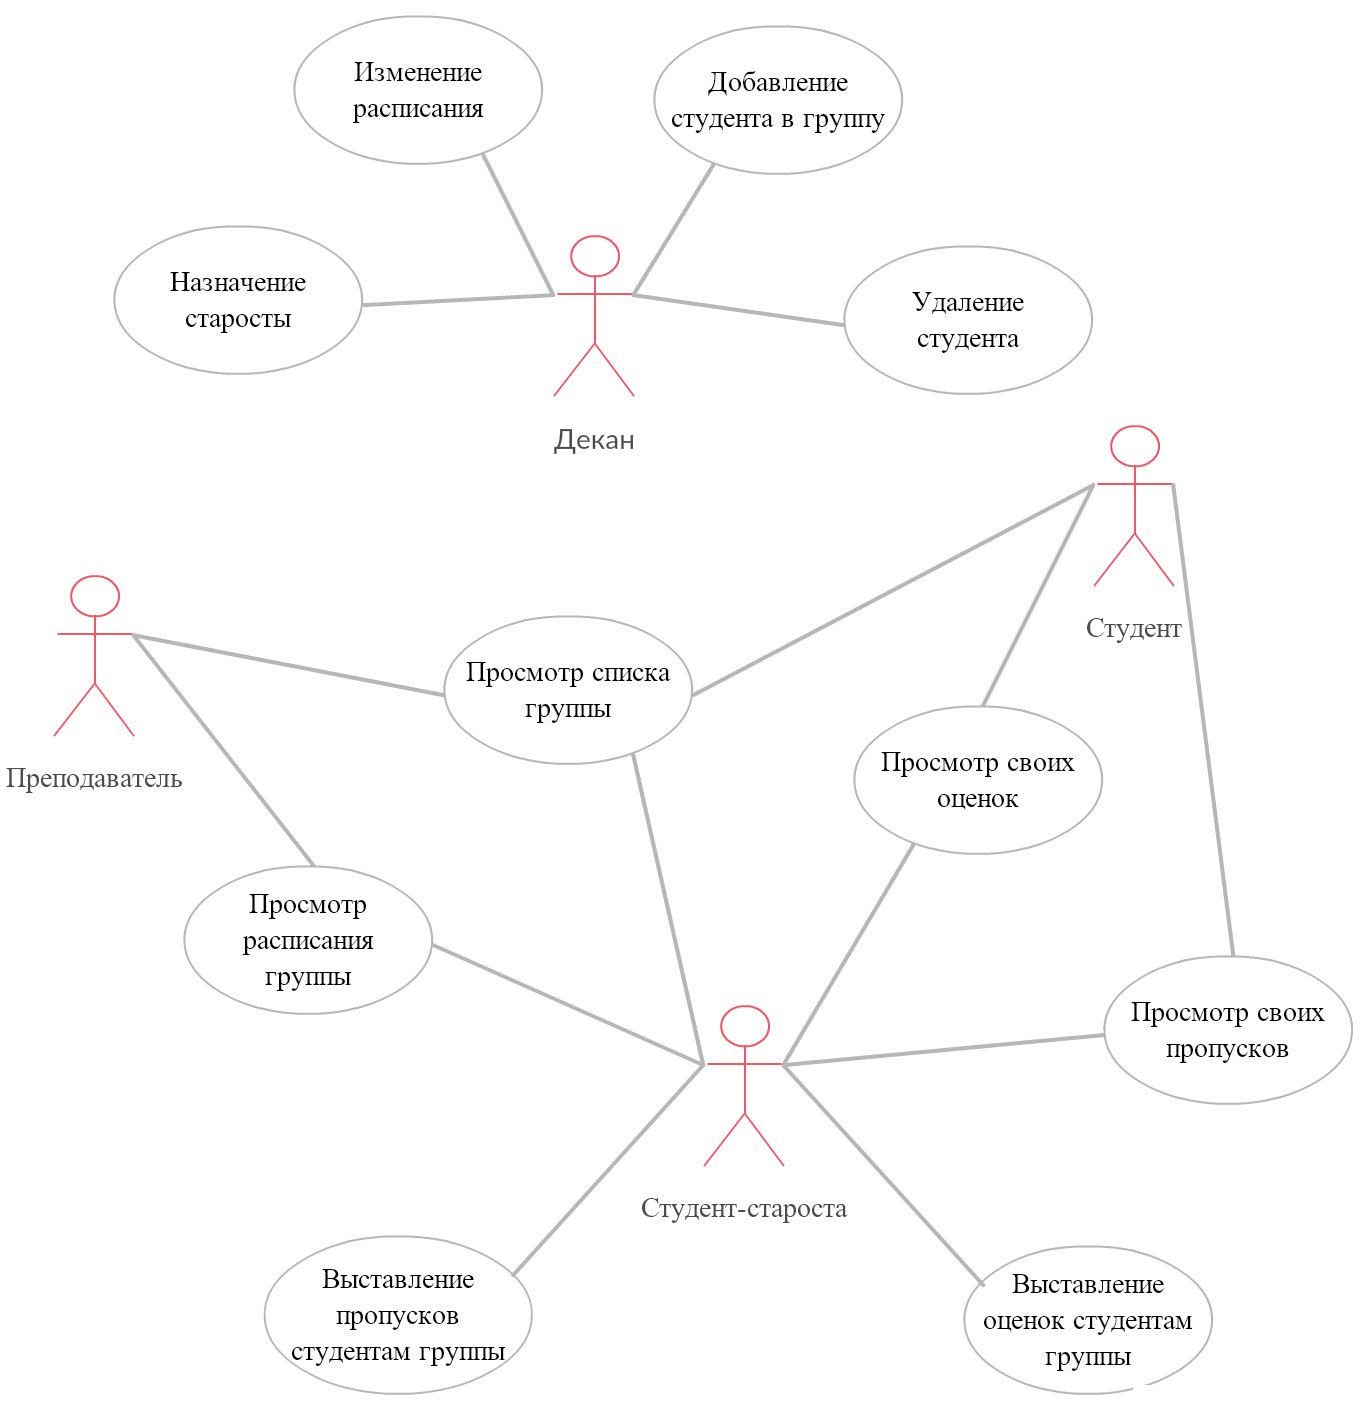 Изменение
расписания
Добавление
студента в группу
Назначение
старосты
Удаление
студента
Декан
Студент
Просмотр списка
группы
Преподаватель
Просмотр своих
оценок
Просмотр
расписания
группы
Просмотр своих
пропусков
Студент-староста
Выставление
пропусков
студентам группы
Выставление
оценок студентам
группы